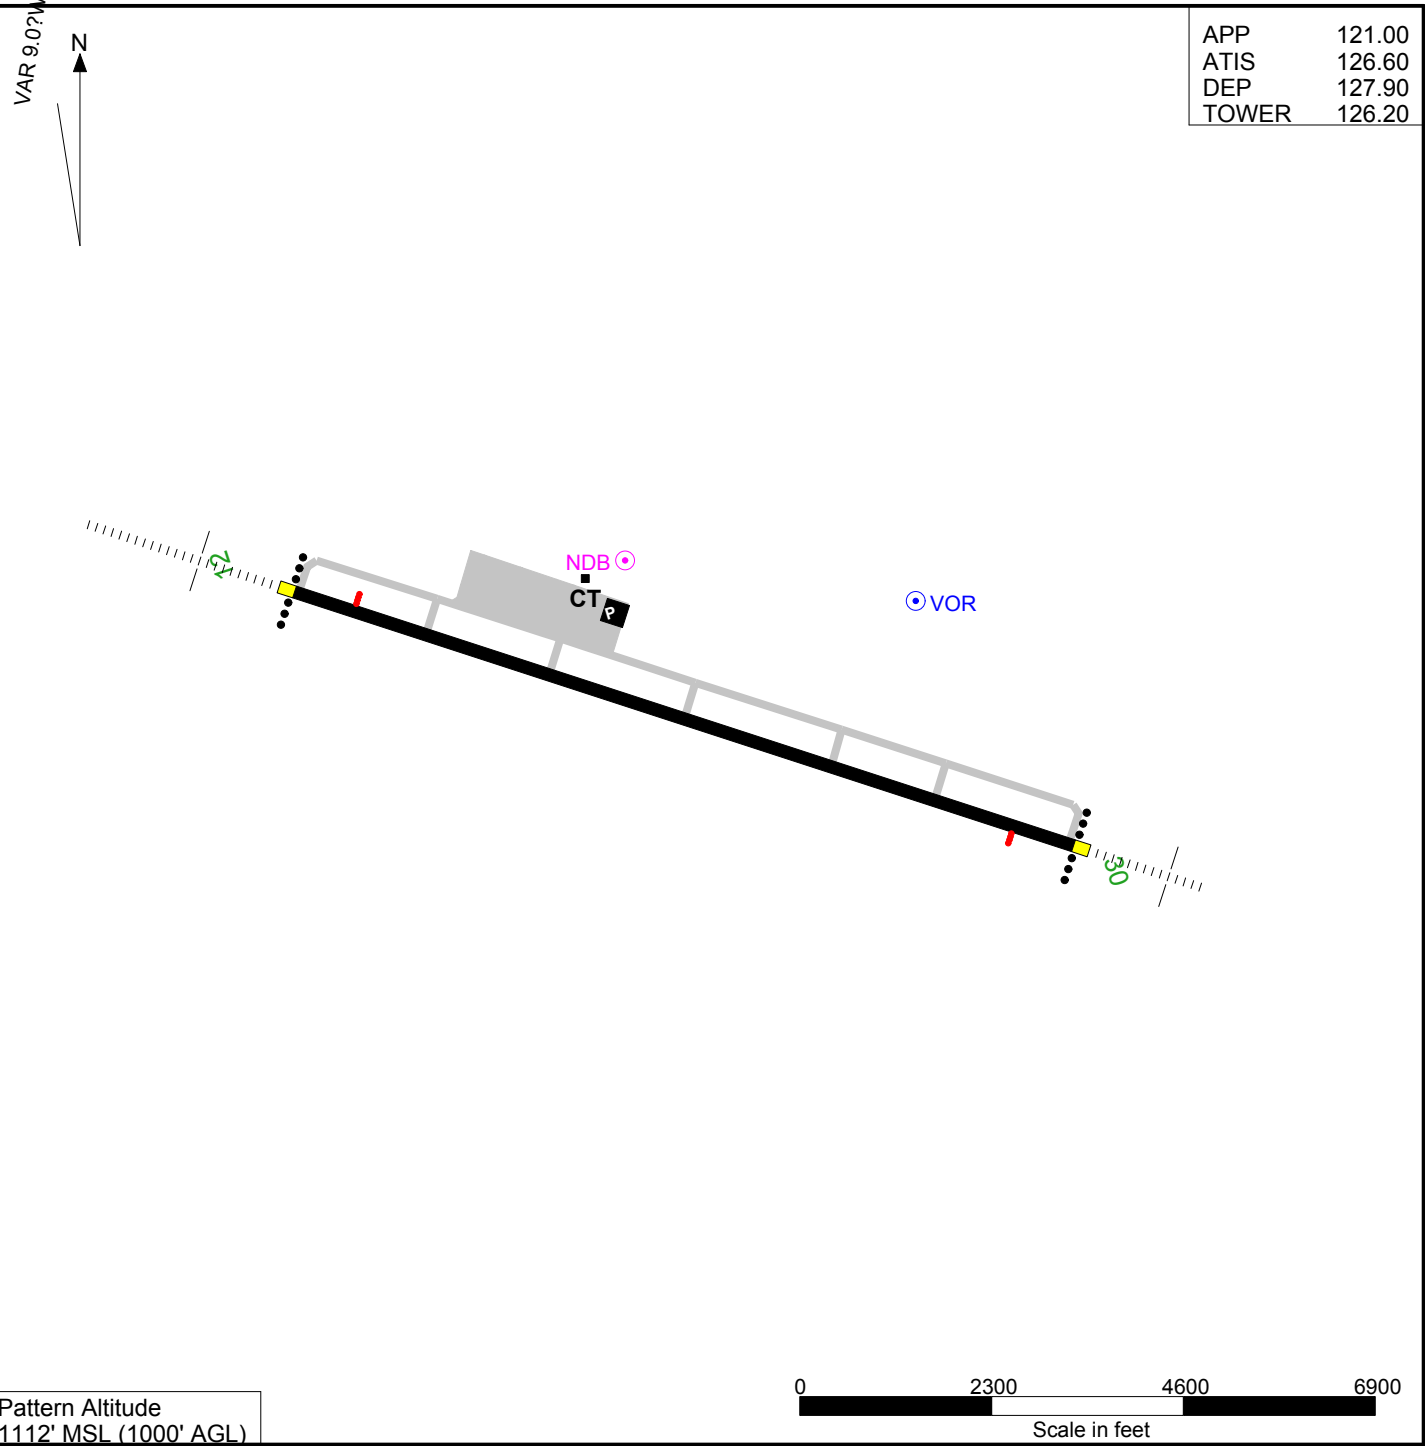 VAR 9.0?W
N
APP 121.00
ATIS 126.60
DEP 127.90
TOWER 126.20
12
NDB
CT
P
VOR
30
Pattern Altitude
1112' MSL (1000' AGL)
0 2300 4600 6900
Scale in feet